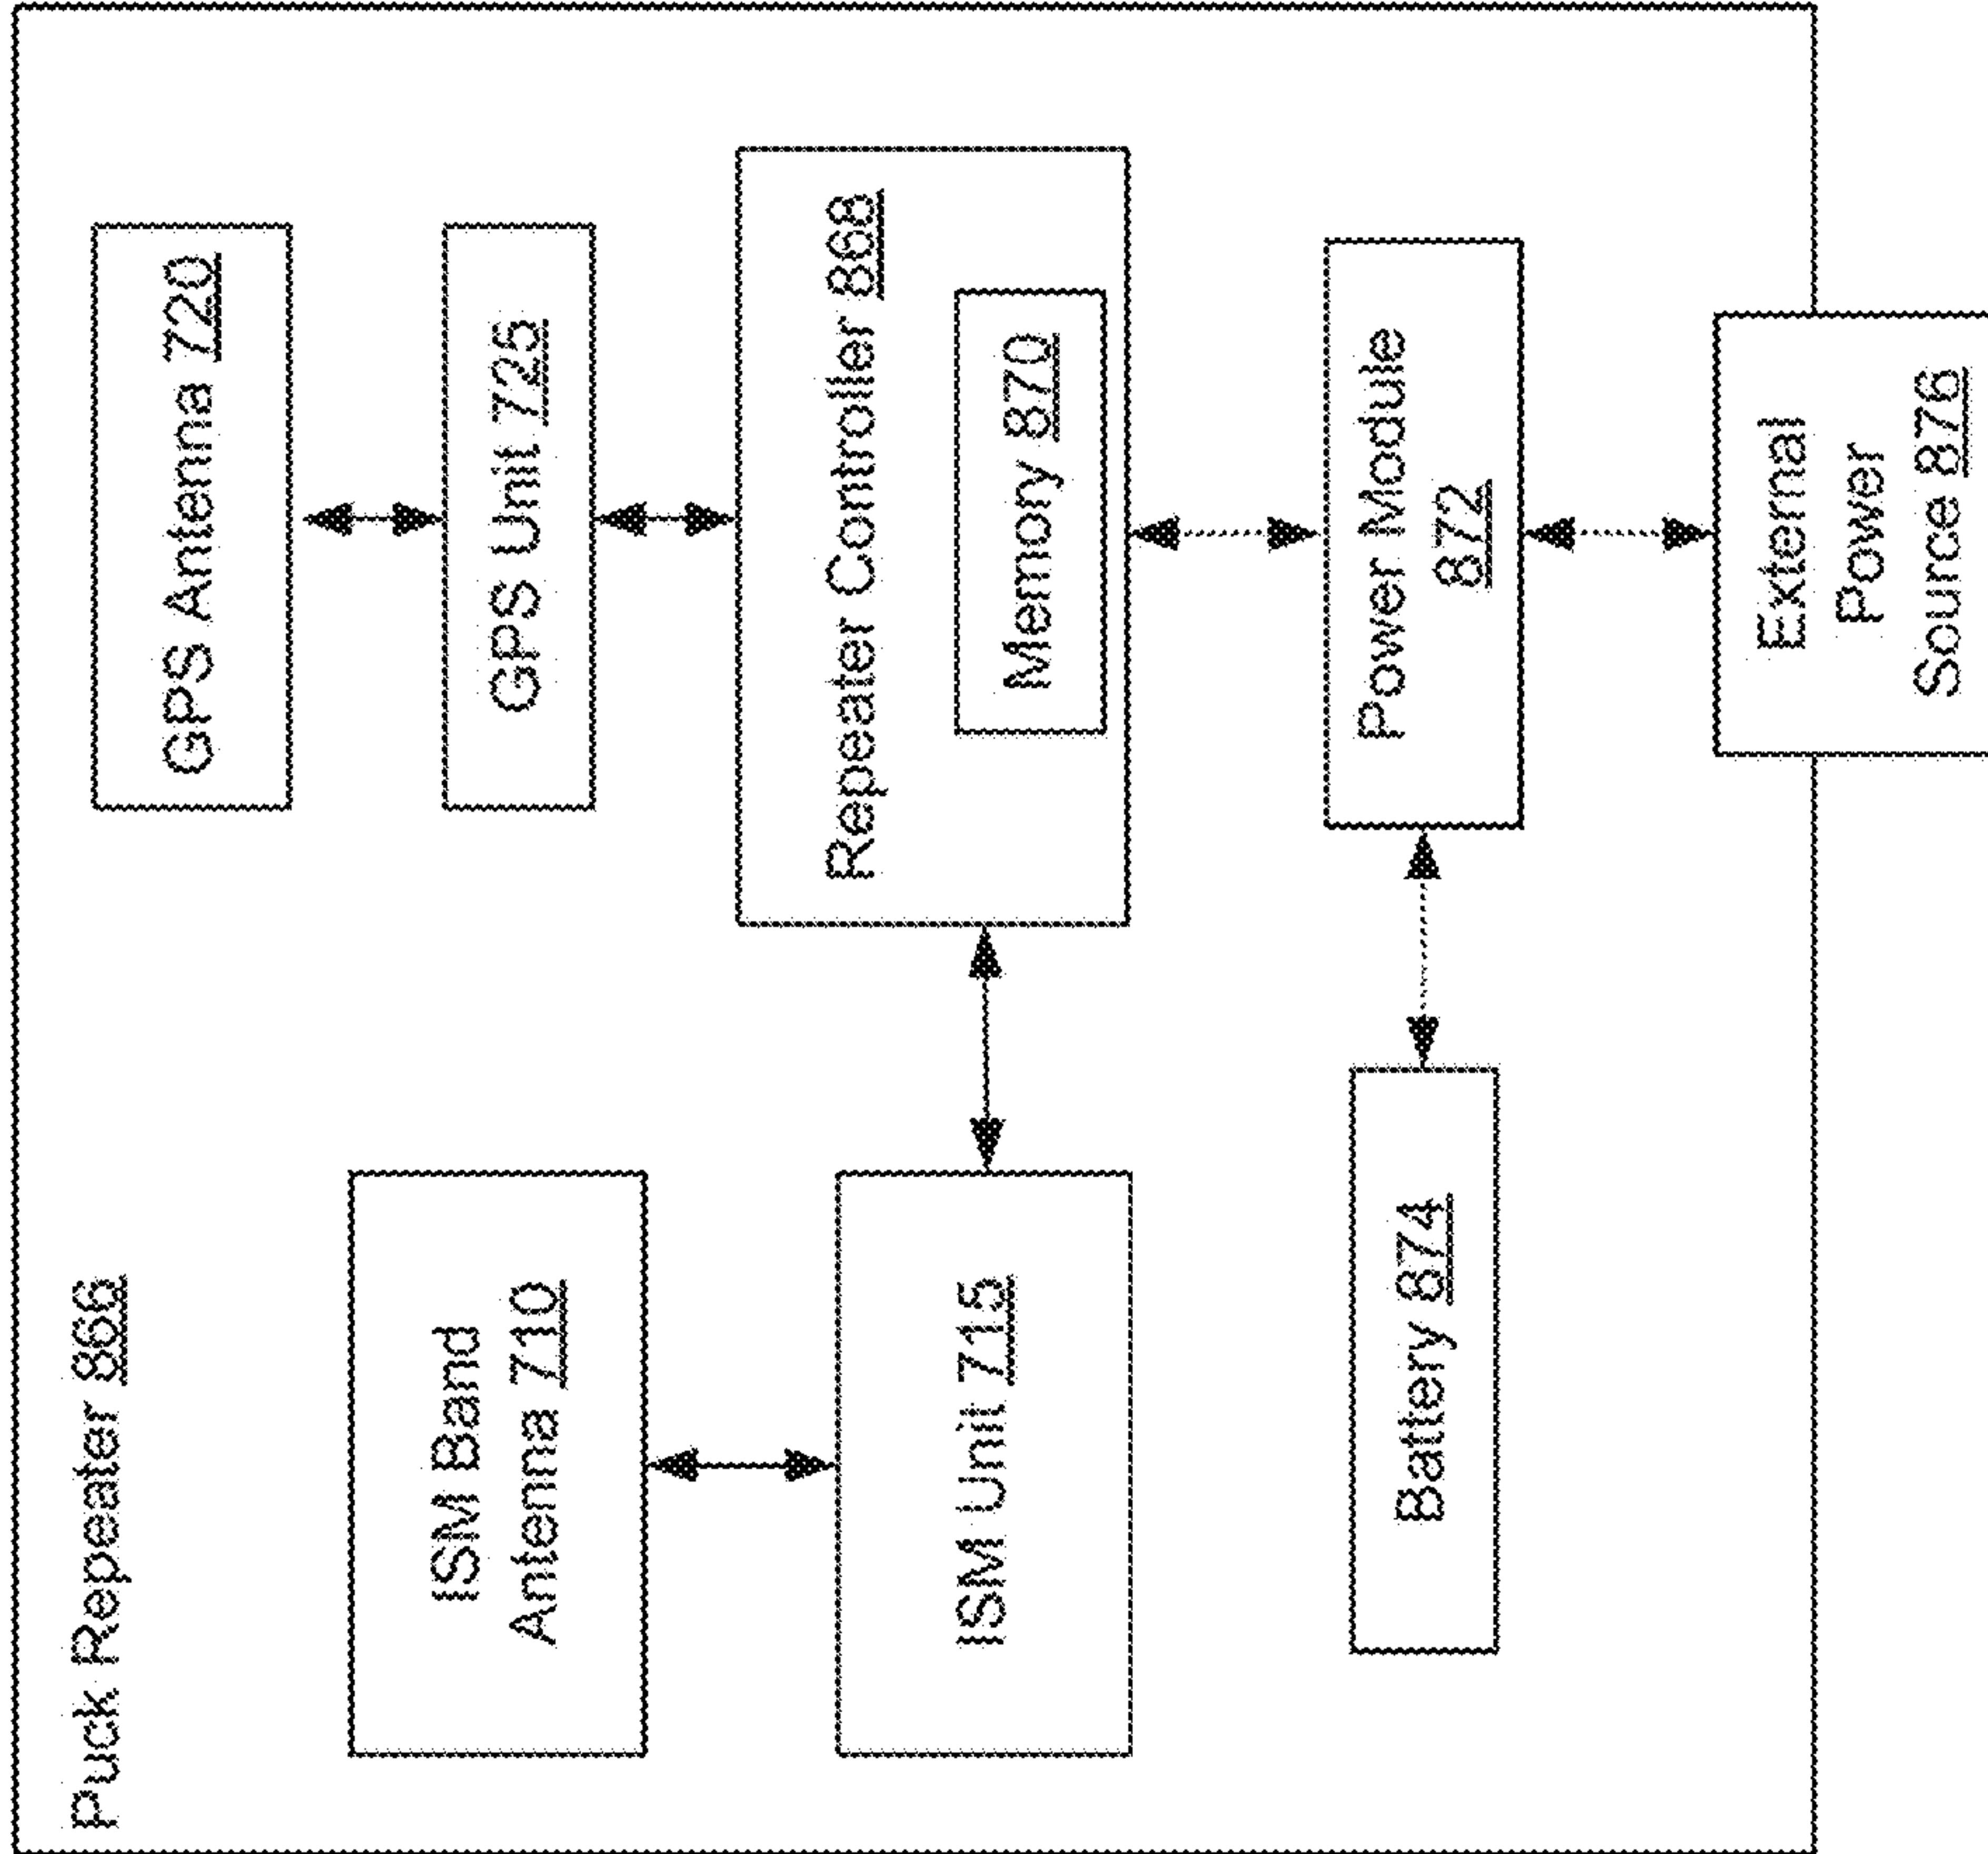 Puck Repeater 866
GPS Antenna 720
ISM Band
Antenna 710
GPS Unit 725
Repeater Controller 868
Memory 870
ISM Unit 715
Power Module
872
Battery 874
External
Power
Source 876